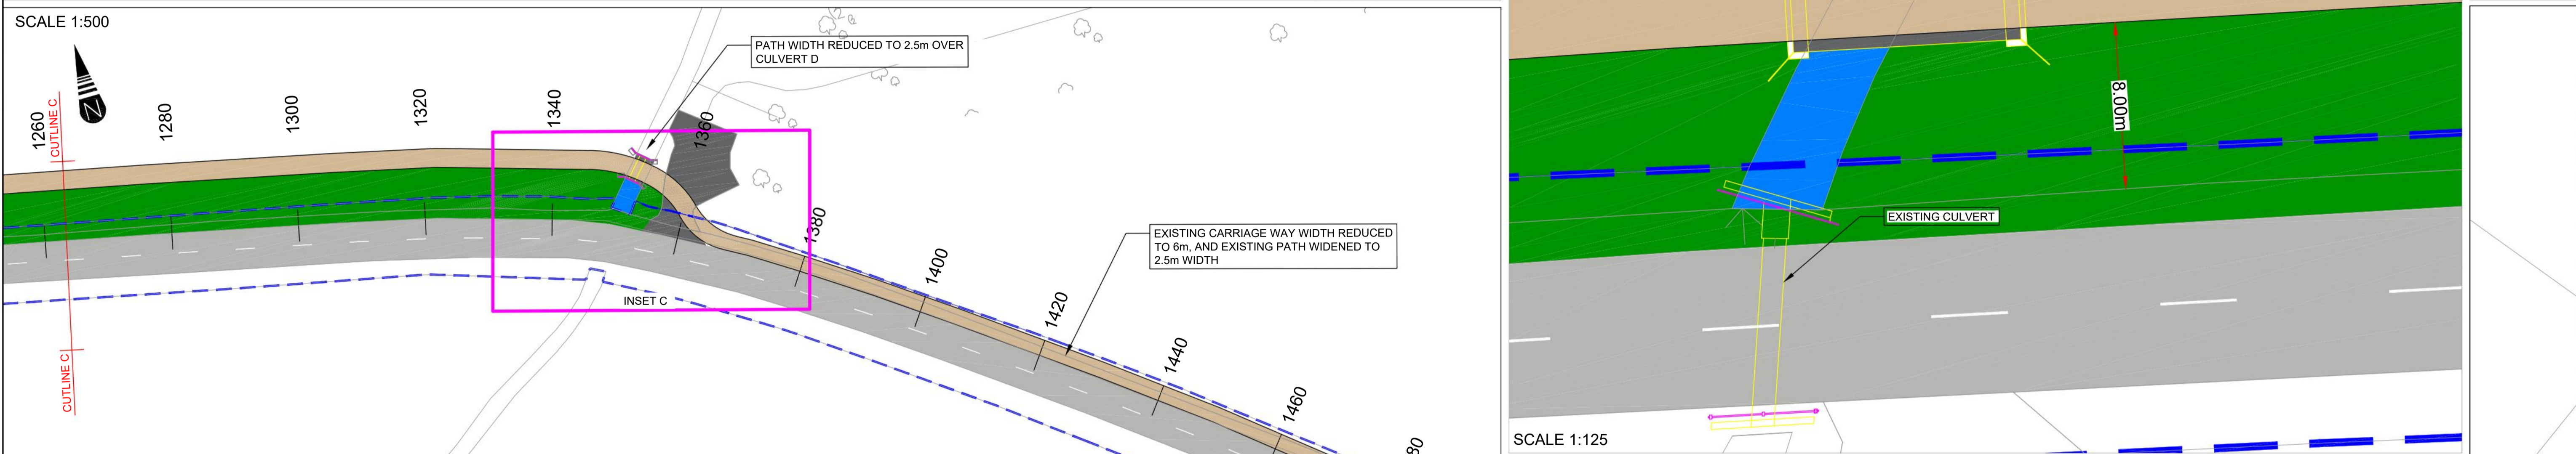 SCALE 1:500
N
PATH WIDTH REDUCED TO 2.5m OVER
CULVERT D
1260
CUTLINE C
1280
1300
1320
1340
1360
1380
1400
1420
1440
1460
80
EXISTING CARRIAGE WAY WIDTH REDUCED
TO 6m, AND EXISTING PATH WIDENED TO
2.5m WIDTH
INSET C
CUTLINE C
8.00m
EXISTING CULVERT
SCALE 1:125